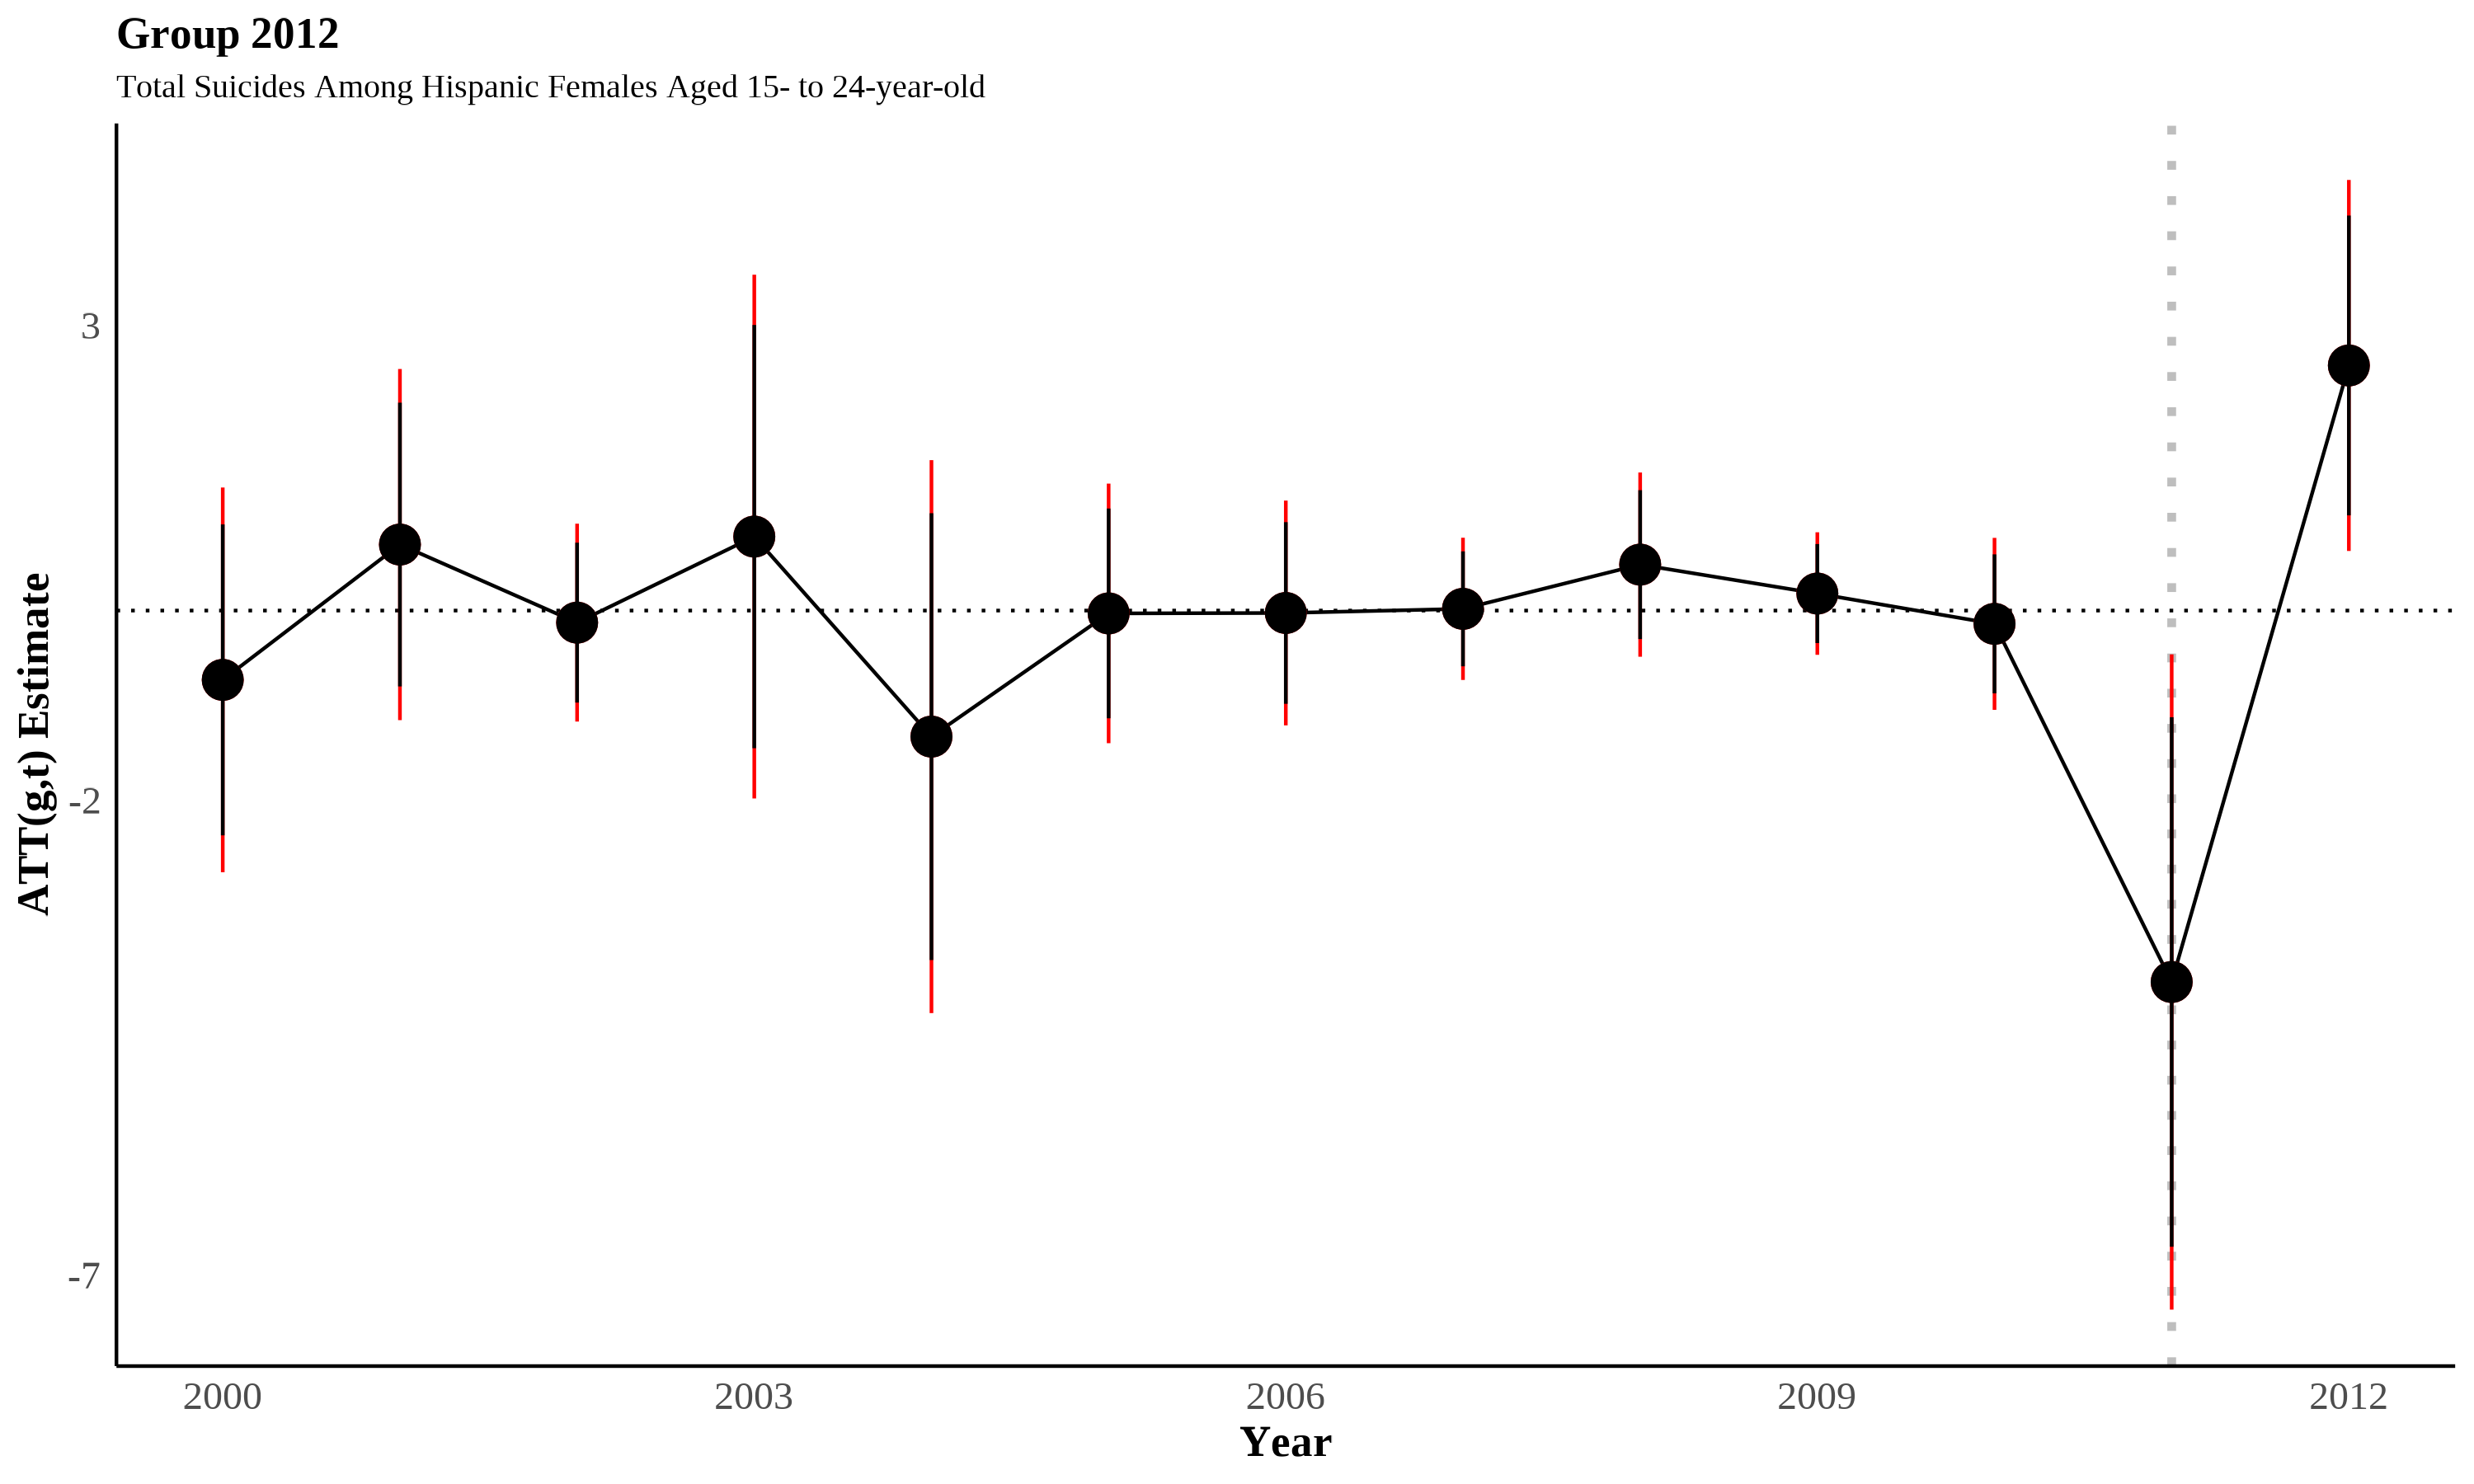 Group 2012
Total Suicides Among Hispanic Females Aged 15- to 24-year-old
ATT(g,t) Estimate
3
-2
-7
2000 2003 2006 2009 2012
Year